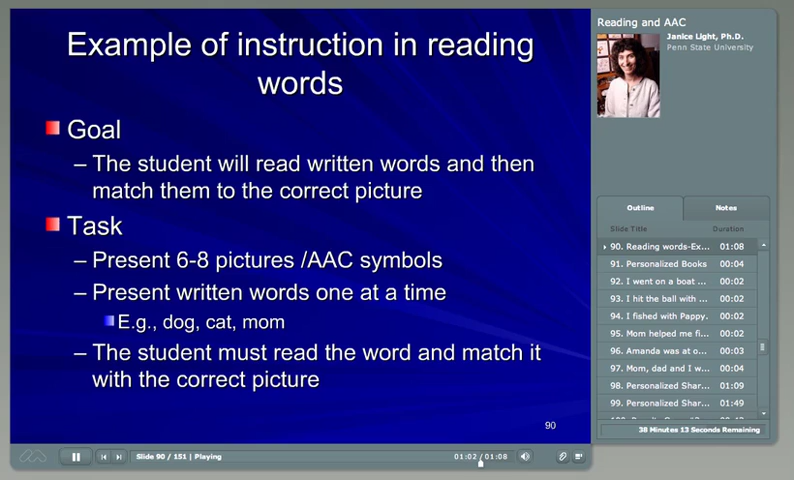 Example of instruction in reading
words
Goal
– The student will read written words and then
match them to the correct picture
Task
– Present 6-8 pictures /AAC symbols
– Present written words one at a time
E.g., dog, cat, mom
– The student must read the word and match it
with the correct picture
90
Slide 90 / 151 | Playing
01:02 / 01:08
Reading and AAC
Janice Light, Ph.D.
Penn State University
Outline Notes
Slide Title Duration
90. Reading words-Ex... 01:08
91. Personalized Books 00:04
92. I went on a boat ... 00:02
93. I hit the ball with ... 00:02
94. I fished with Pappy. 00:02
95. Mom helped me fi... 00:02
96. Amanda was at o... 00:03
97. Mom, dad and I w... 00:04
98. Personalized Shar... 01:09
99. Personalized Shar... 01:49
38 Minutes 13 Seconds Remaining